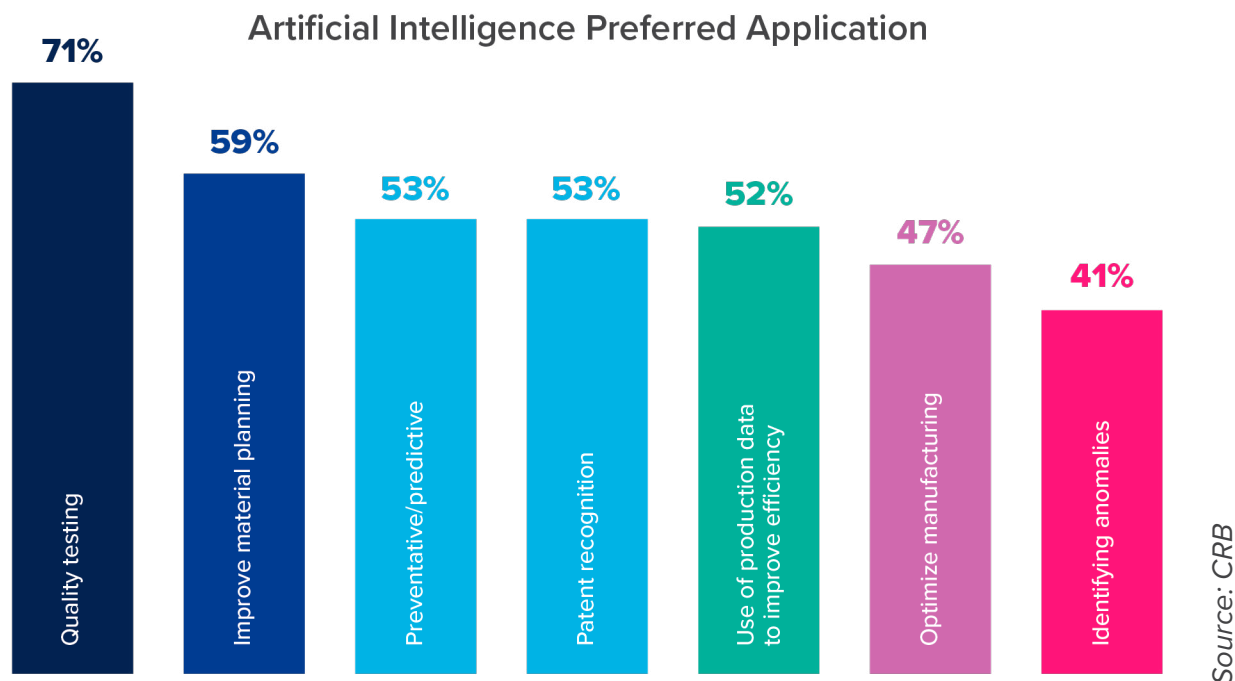 Artificial Intelligence Preferred Application
71%
59%
53%
53%
52%
47%
41%
Quality testing
Improve material planning
Preventative/predictive
Patent recognition
Use of production data
to improve efficiency
Optimize manufacturing
Identifying anomalies
Source: CRB